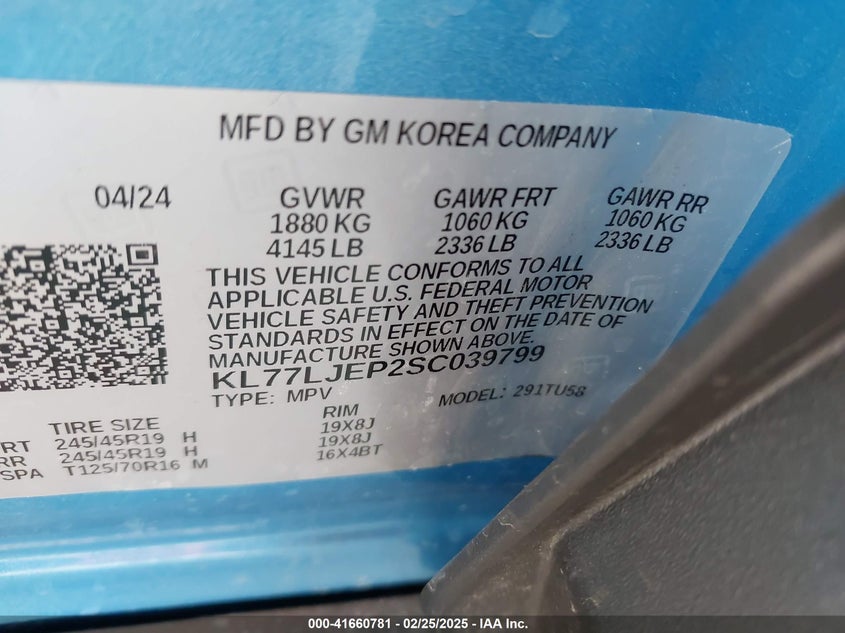 MFD BY GM KOREA COMPANY
04/24 GVWR GAWR FRT GAWR RR
1880 KG 1060 KG 1060 KG
4145 LB 2336 LB 2336 LB
THIS VEHICLE CONFORMS TO ALL
APPLICABLE U.S. FEDERAL MOTOR
VEHICLE SAFETY AND THEFT PREVENTION
STANDARDS IN EFFECT ON THE DATE OF
MANUFACTURE SHOWN ABOVE.
KL77LJEP2SC039799
TYPE: MPV MODEL: 291TU58
TIRE SIZE RIM
RT 245/45R19 H 19X8J
RR 245/45R19 H 19X8J
SPA T125/70R16 M 16X4BT
000-41660781 - 02/25/2025 - IAA Inc.